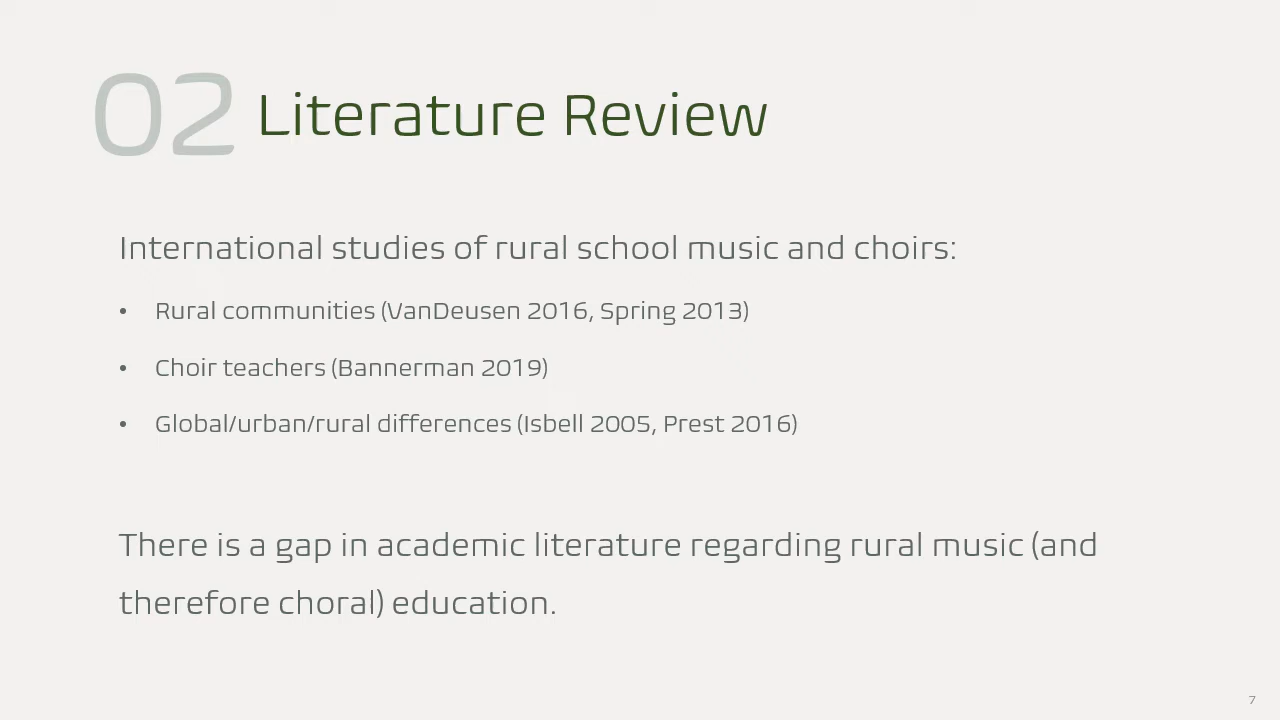 02 Literature Review
International studies of rural school music and choirs:
• Rural communities (VanDeusen 2016, Spring 2013)
• Choir teachers (Bannerman 2019)
• Global/urban/rural differences (Isbell 2005, Prest 2016)
There is a gap in academic literature regarding rural music (and
therefore choral) education.
7